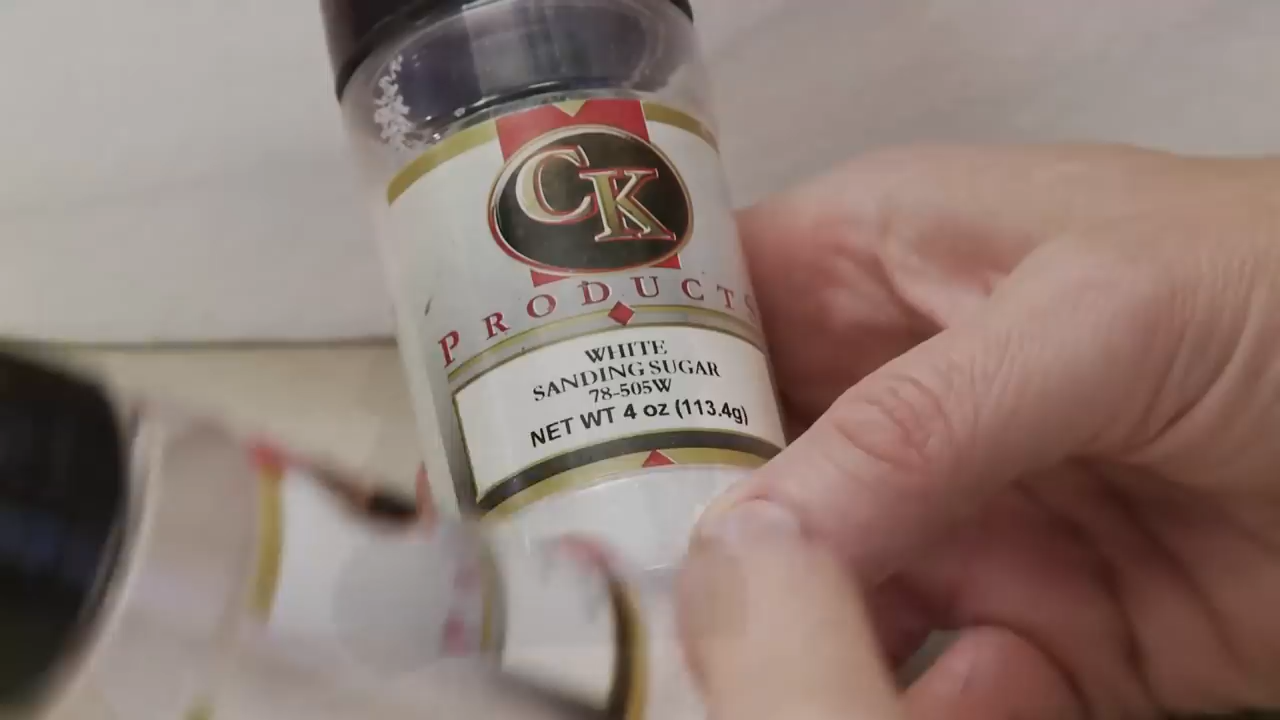 CK
PRODUCTS
WHITE
SANDING SUGAR
78-505W
NET WT 4 oz (113.4g)